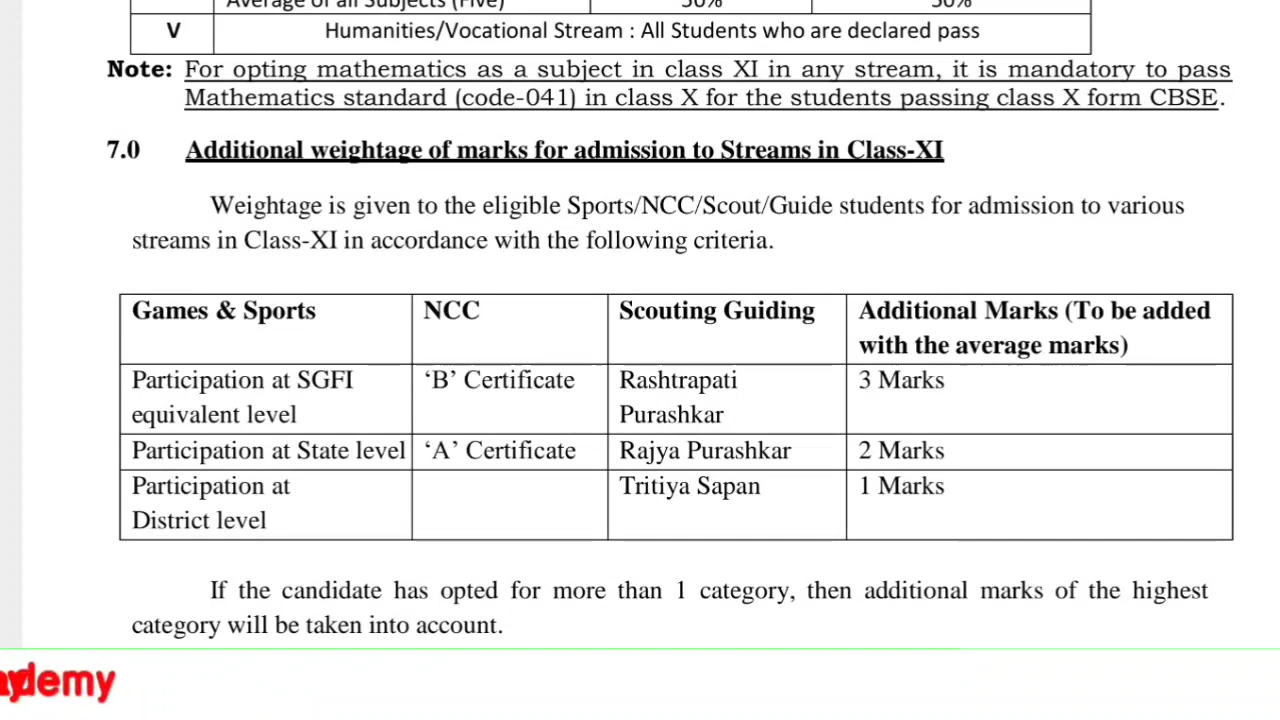 Average of all Subjects (Five) 50% 50%
V Humanities/Vocational Stream : All Students who are declared pass
Note: For opting mathematics as a subject in class XI in any stream, it is mandatory to pass
Mathematics standard (code-041) in class X for the students passing class X form CBSE.
7.0 Additional weightage of marks for admission to Streams in Class-XI
Weightage is given to the eligible Sports/NCC/Scout/Guide students for admission to various
streams in Class-XI in accordance with the following criteria.
Games & Sports NCC Scouting Guiding Additional Marks (To be added
with the average marks)
Participation at SGFI ‘B’ Certificate Rashtrapati 3 Marks
equivalent level Purashkar
Participation at State level ‘A’ Certificate Rajya Purashkar 2 Marks
Participation at Tritiya Sapan 1 Marks
District level
If the candidate has opted for more than 1 category, then additional marks of the highest
category will be taken into account.